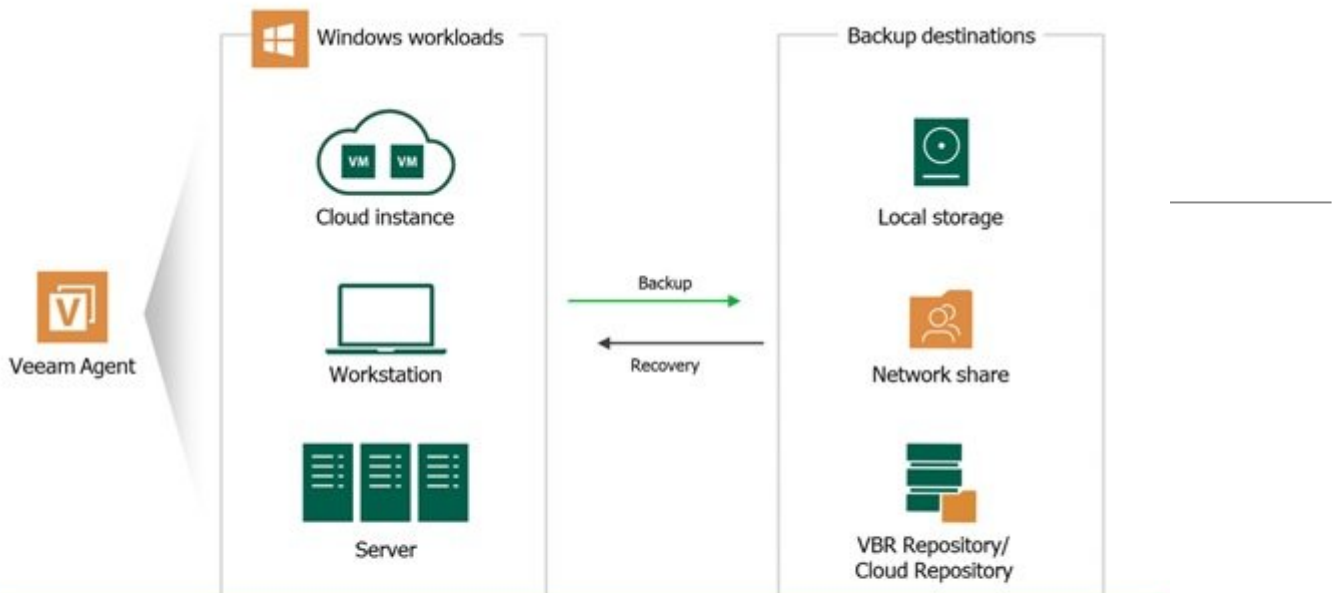 Windows workloads
Backup destinations
VM VM
Cloud instance
Local storage
Backup
V
Veeam Agent
Workstation
Recovery
Network share
Server
VBR Repository/
Cloud Repository